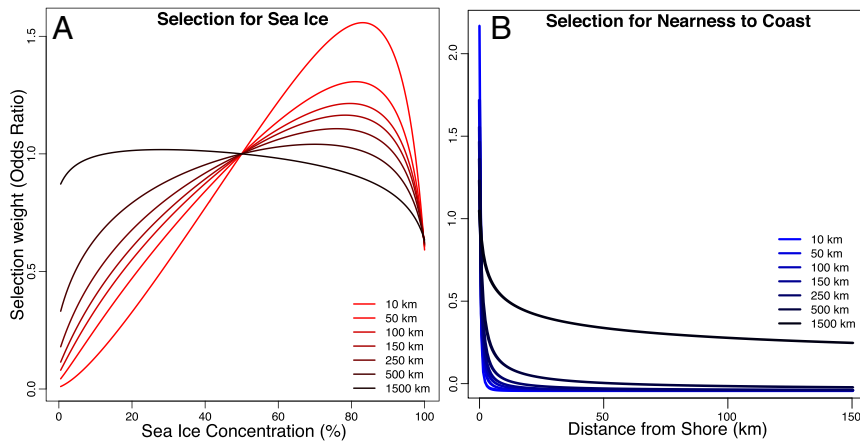 A
Selection for Sea Ice
Selection weight (Odds Ratio)
0.0
0.5
1.0
1.5
0
20
40
60
80
100
Sea Ice Concentration (%)
10 km
50 km
100 km
150 km
250 km
500 km
1500 km
B
Selection for Nearness to Coast
0.0
0.5
1.0
1.5
2.0
0
50
100
150
Distance from Shore (km)
10 km
50 km
100 km
150 km
250 km
500 km
1500 km